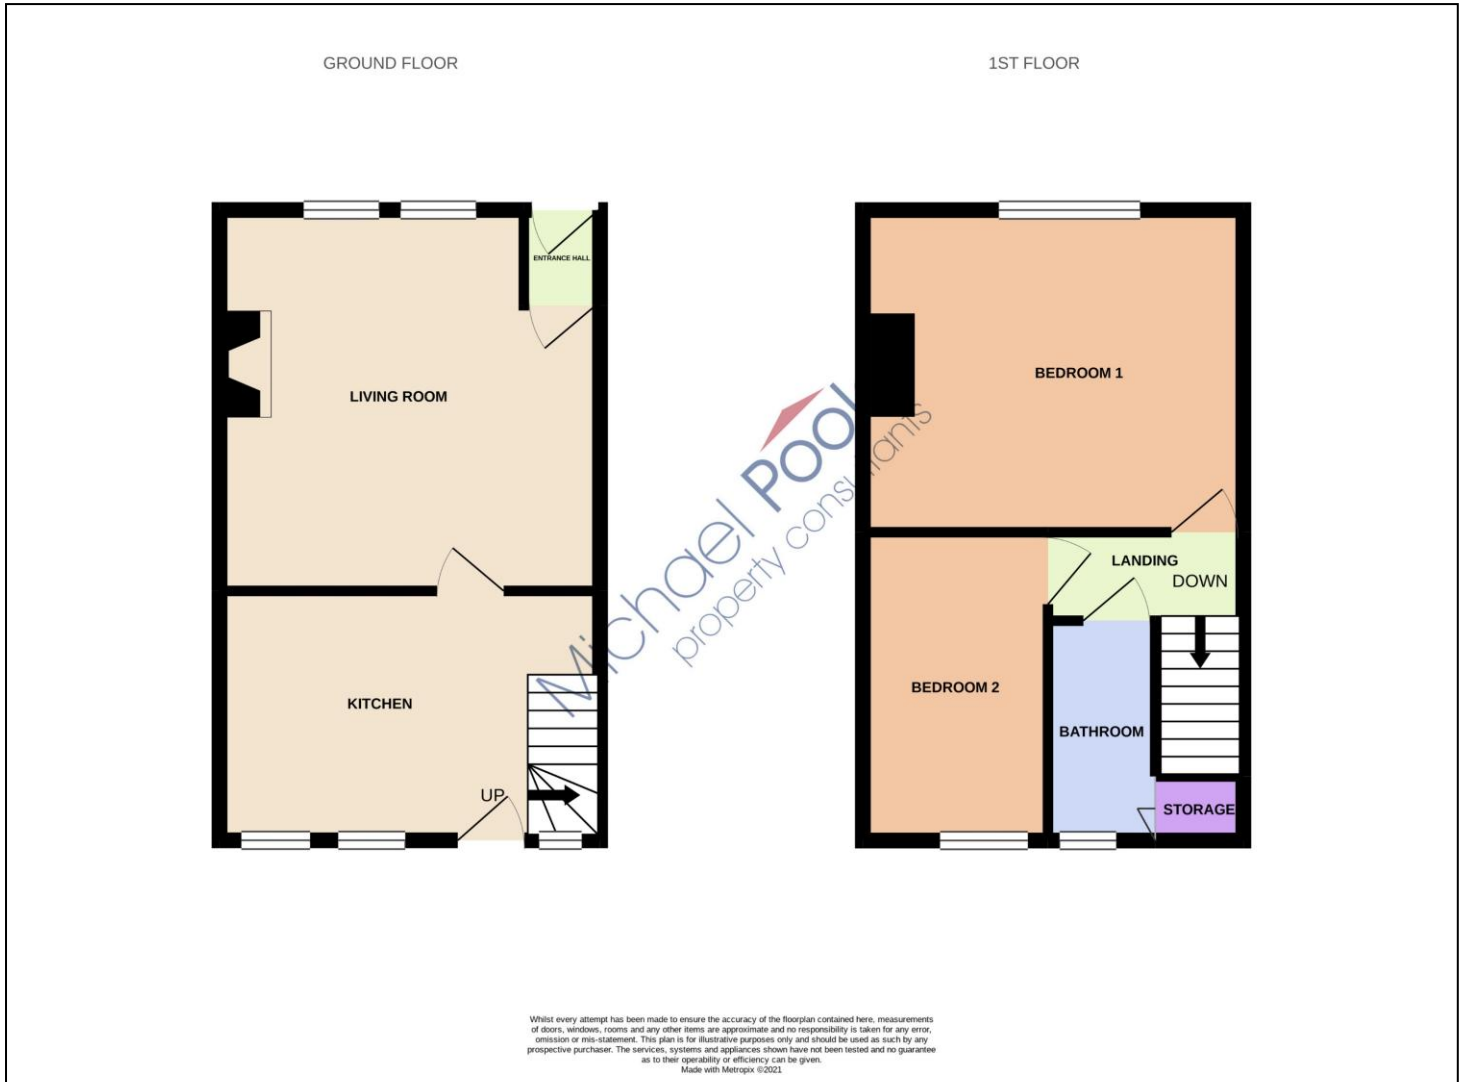 GROUND FLOOR
1ST FLOOR
ENTRANCE HALL
LIVING ROOM
BEDROOM 1
LANDING
DOWN
KITCHEN
BEDROOM 2
BATHROOM
UP
STORAGE
Michael POOL
property consultants
Whilst every attempt has been made to ensure the accuracy of the floorplan contained here, measurements
of doors, windows, rooms and any other items are approximate and no responsibility is taken for any error,
omission or mis-statement. This plan is for illustrative purposes only and should be used as such by any
prospective purchaser. The services, systems and appliances shown have not been tested and no guarantee
as to their operability or efficiency can be given.
Made with Metropix ©2021